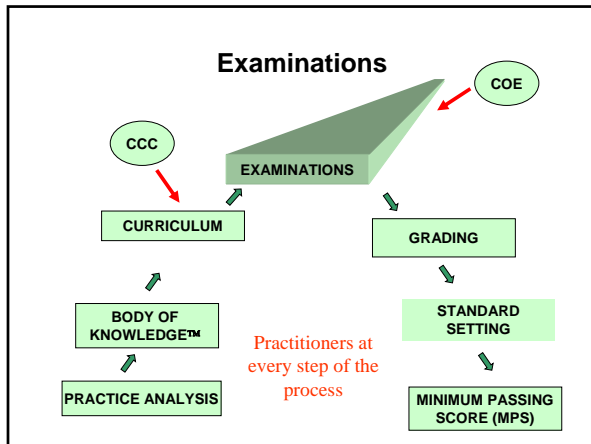 Examinations
COE
CCC
EXAMINATIONS
CURRICULUM
GRADING
BODY OF
KNOWLEDGE™
STANDARD
SETTING
Practitioners at
every step of the
process
PRACTICE ANALYSIS
MINIMUM PASSING
SCORE (MPS)